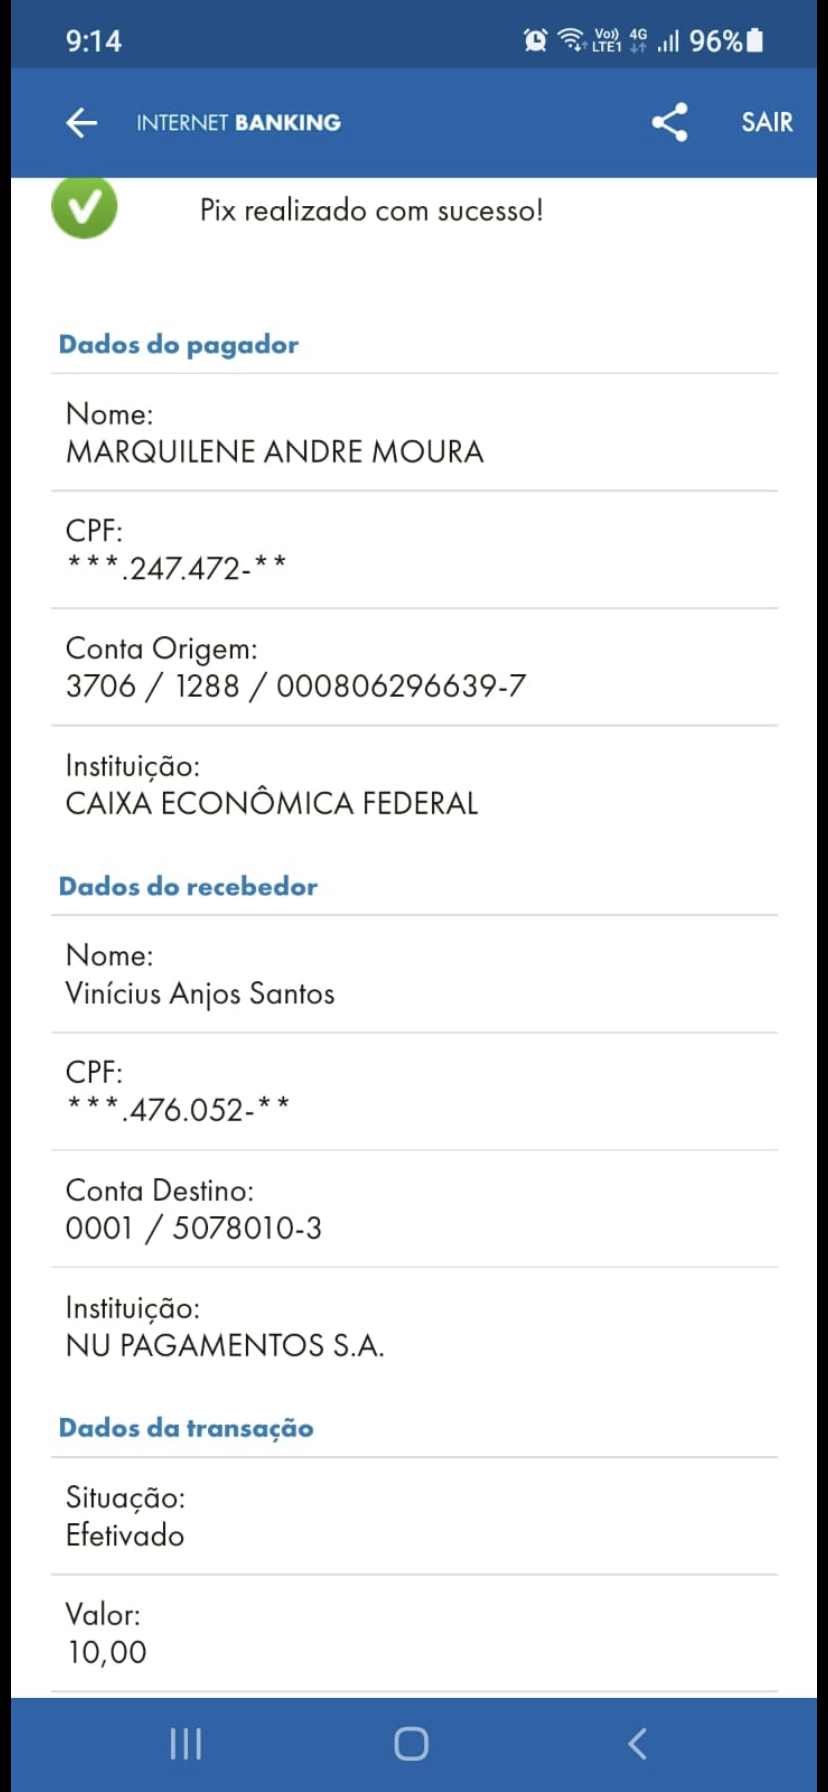 9:14
Vo)) 4G 96%
LTE1
INTERNET BANKING
SAIR
Pix realizado com sucesso!
Dados do pagador
Nome:
MARQUILENE ANDRE MOURA
CPF:
***.247.472-**
Conta Origem:
3706 / 1288 / 000806296639-7
Instituição:
CAIXA ECONÔMICA FEDERAL
Dados do recebedor
Nome:
Vinícius Anjos Santos
CPF:
***.476.052-**
Conta Destino:
0001 / 5078010-3
Instituição:
NU PAGAMENTOS S.A.
Dados da transação
Situação:
Efetivado
Valor:
10,00